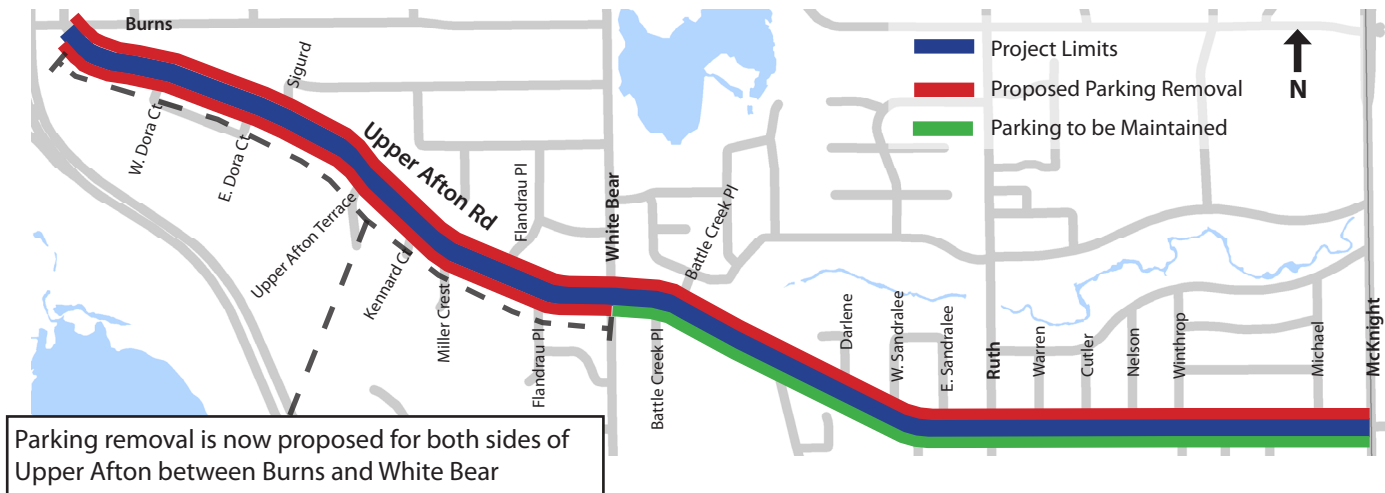 Burns
Sigurd
Project Limits
Proposed Parking Removal
Parking to be Maintained
N
W. Dora Ct
E. Dora Ct
Upper Afton Rd
Upper Afton Terrace
Kennard Ct
Miller Crest
Flandrau Pl
Flandrau Pl
White Bear
Battle Creek Pl
Battle Creek Pl
Darlene
W. Sandralee
E. Sandralee
Ruth
Warren
Cutler
Nelson
Winthrop
Michael
McKnight
Parking removal is now proposed for both sides of
Upper Afton between Burns and White Bear